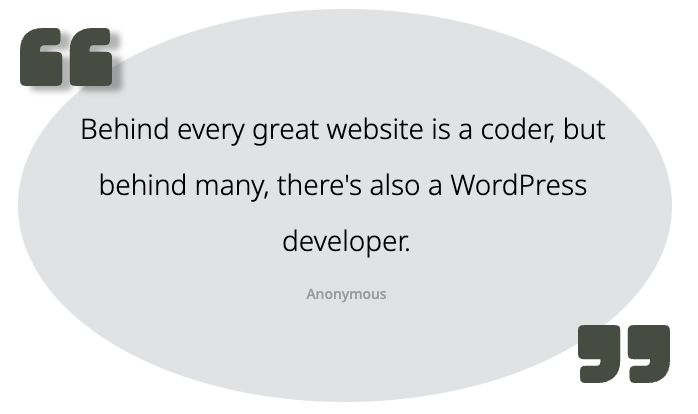 Behind every great website is a coder, but
behind many, there's also a WordPress
developer.
Anonymous